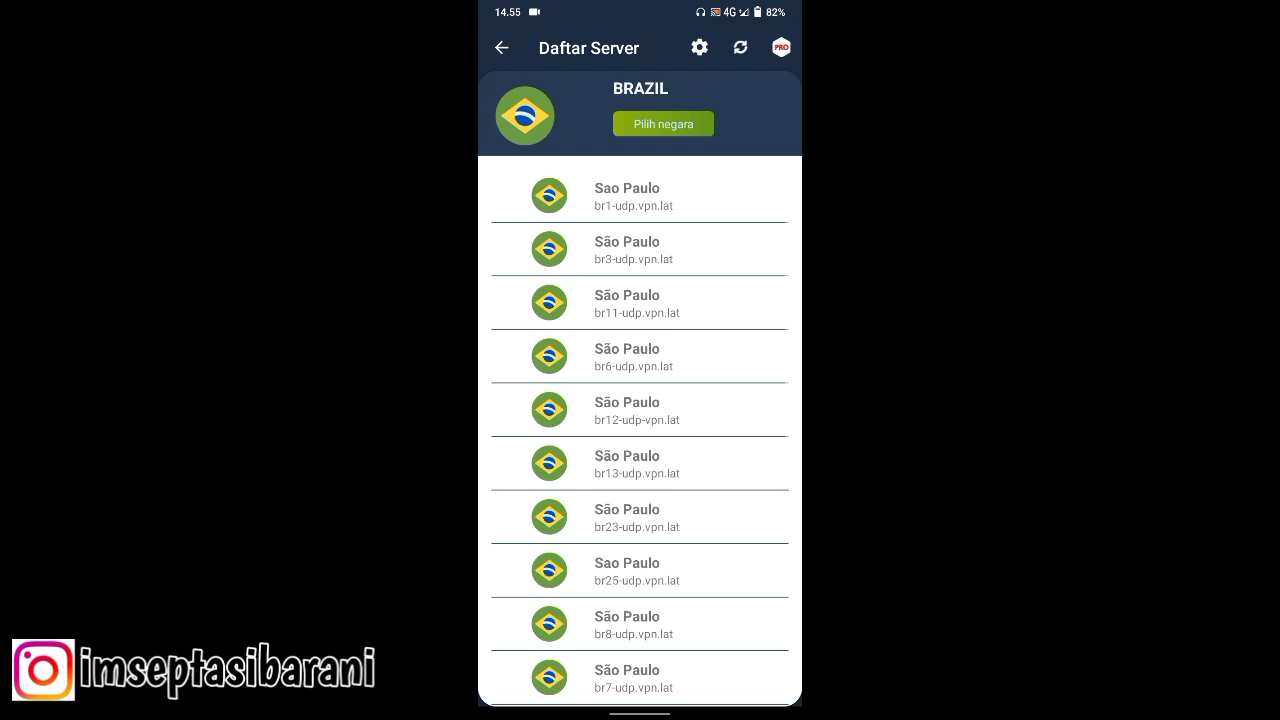 14.55
4G
82%
Daftar Server
PRO
BRAZIL
Pilih negara
Sao Paulo
br1-udp.vpn.lat
São Paulo
br3-udp.vpn.lat
São Paulo
br11-udp.vpn.lat
São Paulo
br6-udp.vpn.lat
São Paulo
br12-udp-vpn.lat
São Paulo
br13-udp.vpn.lat
São Paulo
br23-udp.vpn.lat
Sao Paulo
br25-udp.vpn.lat
São Paulo
br8-udp.vpn.lat
São Paulo
br7-udp.vpn.lat
imseptasibarani